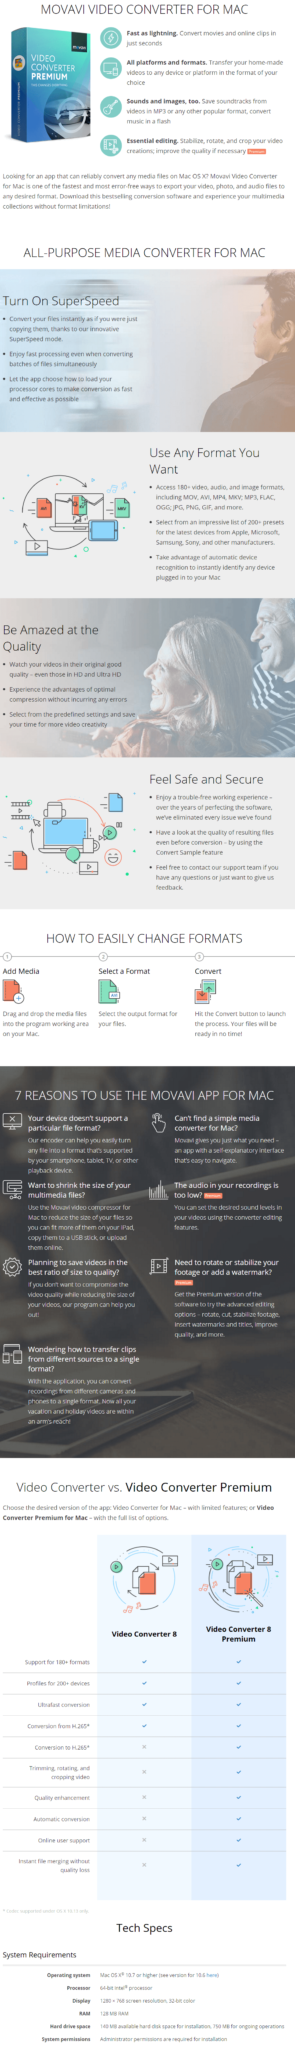 MOVAVI VIDEO CONVERTER FOR MAC
movavi
VIDEO
CONVERTER
PREMIUM
Fast as lightning. Convert movies and online clips in
just seconds
All platforms and formats. Transfer your home-made
videos to any device or platform in the format of your
choice
Sounds and Images, too. Save soundtracks from
videos in MP3 or any other popular format, convert
music in a flash
Essential editing. Stabilize, rotate, and crop your video
creations; improve the quality if necessary Premium
Looking for an app that can reliably convert any media files on Mac OS X? Movavi Video Converter
for Mac is one of the fastest and most error-free ways to export your video, photo, and audio files to
any desired format. Download this bestselling conversion software and experience your multimedia
collections without format limitations!
ALL-PURPOSE MEDIA CONVERTER FOR MAC
Turn On SuperSpeed
• Convert your files instantly as if you were just
copying them, thanks to our innovative
SuperSpeed mode.
• Enjoy fast processing even when converting
batches of files simultaneously
• Let the app choose how to load your
processor cores to make conversion as fast
and effective as possible
Use Any Format You
Want
• Access 180+ video, audio, and image formats,
including MOV, AVI, MP4, MKV; MP3, FLAC,
OGG; JPG, PNG, GIF, and more.
• Select from an impressive list of 200+ presets
for the latest devices from Apple, Microsoft,
Samsung, Sony, and other manufacturers.
• Take advantage of automatic device
recognition to instantly identify any device
plugged in to your Mac
AVI
MKV
Be Amazed at the
Quality
• Watch your videos in their original good
quality – even those in HD and Ultra HD
• Experience the advantages of optimal
compression without incurring any errors
• Select from the predefined settings and save
your time for more video creativity
Feel Safe and Secure
• Enjoy a trouble-free working experience –
over the years of perfecting the software,
we've eliminated every issue we've found
• Have a look at the quality of resulting files
even before conversion - by using the
Convert Sample feature
• Feel free to contact our support team if you
have any questions or just want to give us
feedback.
HOW TO EASILY CHANGE FORMATS
1
2
3
Add Media
Select a Format
Convert
Drag and drop the media files
into the program working area
on your Mac.
Select the output format for
your files.
Hit the Convert button to launch
the process. Your files will be
ready in no time!
7 REASONS TO USE THE MOVAVI APP FOR MAC
Your device doesn't support a
particular file format?
Our encoder can help you easily turn
any file into a format that's supported
by your smartphone, tablet, TV, or other
playback device.
Can't find a simple media
converter for Mac?
Movavi gives you just what you need –
an app with a self-explanatory interface
that's easy to navigate.
Want to shrink the size of your
multimedia files?
Use the Movavi video compressor for
Mac to reduce the size of your files so
you can fit more of them on your iPad,
copy them to a USB stick, or upload
them online.
The audio in your recordings is
too low? Premium
You can set the desired sound levels in
your videos using the converter editing
features.
Planning to save videos in the
best ratio of size to quality?
If you don't want to compromise the
video quality while reducing the size
of your videos, our program can help you
out!
Need to rotate or stabilize your
footage or add a watermark?
Premium
Get the Premium version of the
software to try the advanced editing
options – rotate, cut, stabilize footage,
insert watermarks and titles, improve
quality, and more.
Wondering how to transfer clips
from different sources to a single
format?
With the application, you can convert
recordings from different cameras and
phones to a single format. Now all your
vacation and holiday videos are within
an arm's reach!
Video Converter vs. Video Converter Premium
Choose the desired version of the app: Video Converter for Mac – with limited features; or Video
Converter Premium for Mac – with the full list of options.
Video Converter 8
Video Converter 8
Premium
Support for 180+ formats
Profiles for 200+ devices
Ultrafast conversion
Conversion from H.265*
Conversion to H.265*
Trimming, rotating, and
cropping video
Quality enhancement
Automatic conversion
Online user support
Instant file merging without
quality loss
Tech Specs
System Requirements
Operating system Mac OS X® 10.7 or higher (see version for 10.6 here)
Processor 64-bit Intel® processor
Display 1280 × 768 screen resolution, 32-bit color
RAM 128 MB RAM
Hard drive space 140 MB available hard disk space for installation, 750 MB for ongoing operations
System permissions Administrator permissions are required for installation